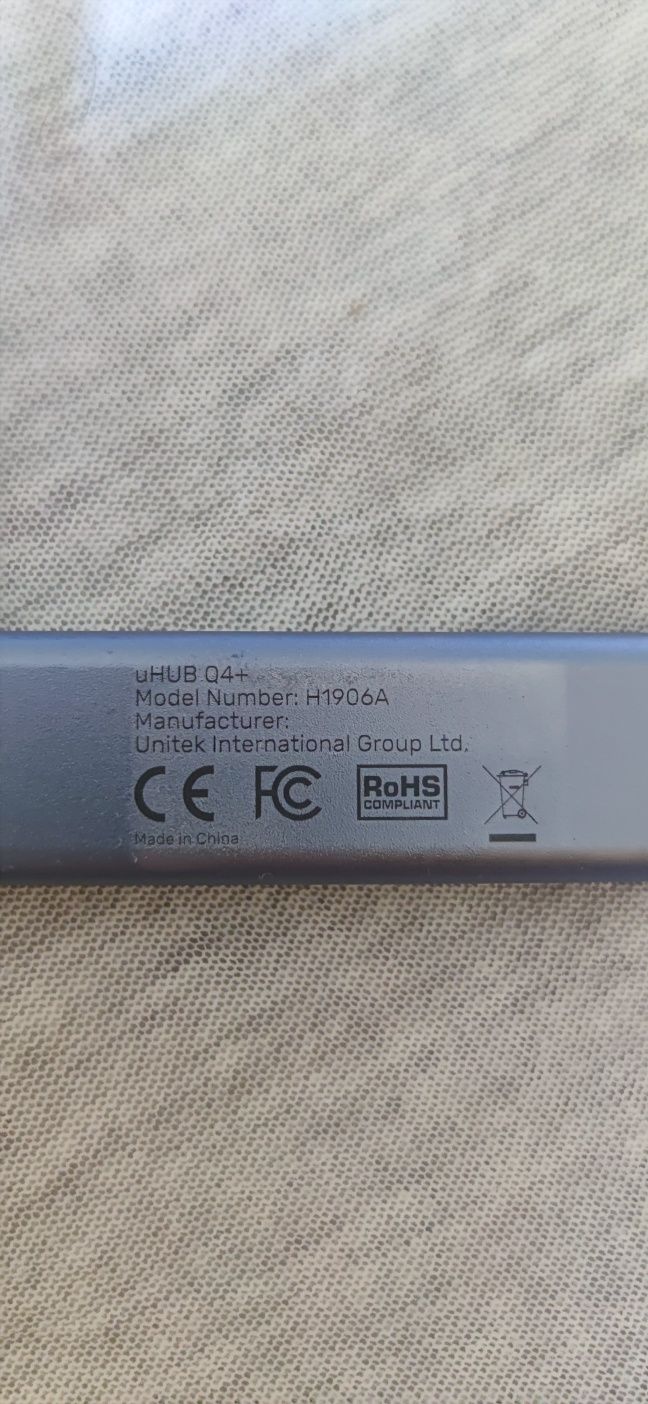 uHUB Q4+
Model Number: H1906A
Manufacturer:
Unitek International Group Ltd.
CE FC RoHS
COMPLIANT
Made in China